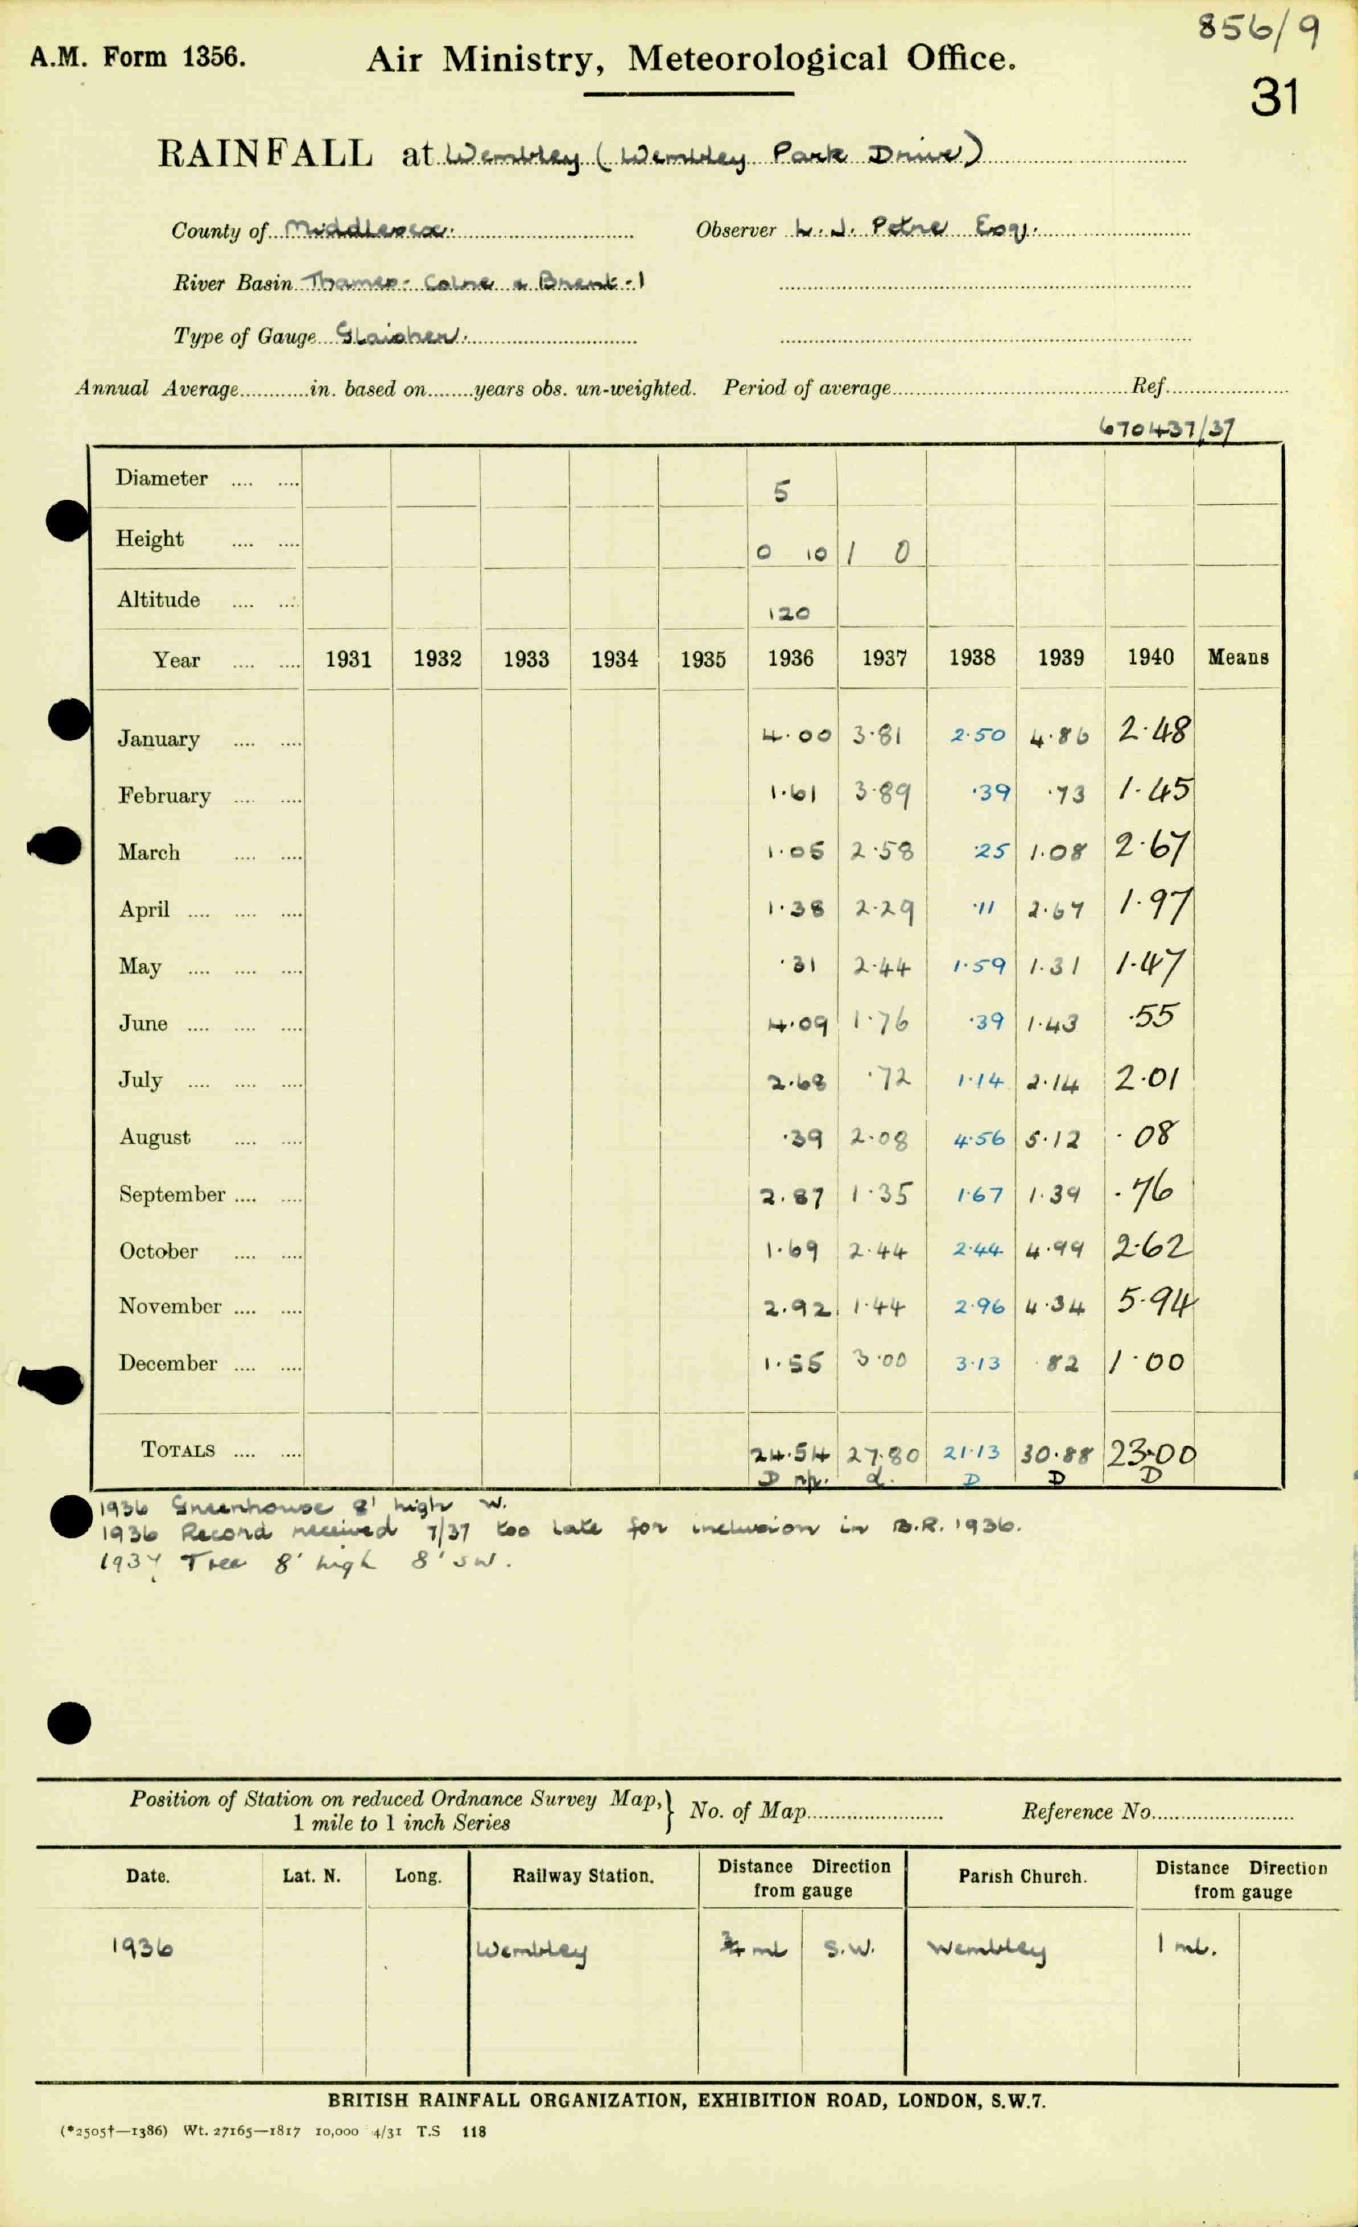 856/9
A.M. Form 1356. Air Ministry, Meteorological Office.
31
RAINFALL at Wembley (Wembley Park Drive)
County of Middlesex. Observer L. J. Petre Esq.
River Basin Thames - Colne & Brent - 1
Type of Gauge Glaisher.
Annual Average............in. based on........years obs. un-weighted. Period of average.......... Ref..........
670437/37
Diameter .... .... 5
Height .... .... 0 10 1 0
Altitude .... .... 120
Year .... .... 1931 1932 1933 1934 1935 1936 1937 1938 1939 1940 Means
January .... .... 4.00 3.81 2.50 4.86 2.48
February .... .... 1.61 3.89 .39 .73 1.45
March .... .... 1.05 2.58 .25 1.08 2.67
April .... .... .... 1.38 2.29 .11 2.67 1.97
May .... .... .... .31 2.44 1.59 1.31 1.47
June .... .... .... 4.09 1.76 .39 1.43 .55
July .... .... .... 2.68 .72 1.14 2.14 2.01
August .... .... .39 2.08 4.56 5.12 .08
September .... .... 2.87 1.35 1.67 1.39 .76
October .... .... 1.69 2.44 2.44 4.99 2.62
November .... .... 2.92 1.44 2.96 4.34 5.94
December .... .... 1.55 3.00 3.13 .82 1.00
TOTALS .... .... 24.54 27.80 21.13 30.88 23.00
D np. d. D D D
1936 Greenhouse 8' high W.
1936 Record received 7/37 too late for inclusion in B.R. 1936.
1937 Tree 8' high 8' SW.
Position of Station on reduced Ordnance Survey Map, 1 mile to 1 inch Series } No. of Map.......... Reference No..........
Date. Lat. N. Long. Railway Station. Distance Direction from gauge Parish Church. Distance Direction from gauge
1936 Wembley ¾ ml S.W. Wembley 1 ml.
BRITISH RAINFALL ORGANIZATION, EXHIBITION ROAD, LONDON, S.W.7.
(*2505†—1386) Wt. 27165—1817 10,000 4/31 T.S 118